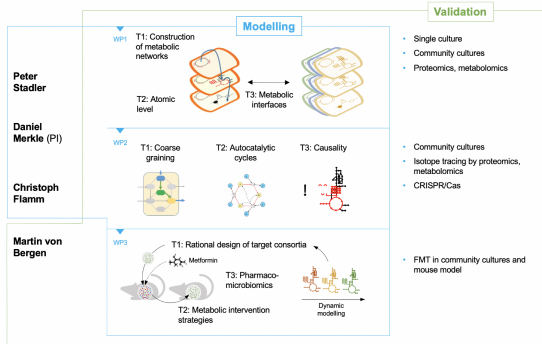 Validation
Modelling
Peter
Stadler
Daniel
Merkle (PI)
Christoph
Flamm
Martin von
Bergen
WP1
T1: Construction
of metabolic
networks
T2: Atomic
level
T3: Metabolic
interfaces
Single culture
Community cultures
Proteomics, metabolomics
WP2
T1: Coarse
graining
T2: Autocatalytic
cycles
T3: Causality
!
Community cultures
Isotope tracing by proteomics,
metabolomics
CRISPR/Cas
WP3
T1: Rational design of target consortia
Metformin
T3: Pharmaco-
microbiomics
T2: Metabolic intervention
strategies
Dynamic
modelling
FMT in community cultures and
mouse model